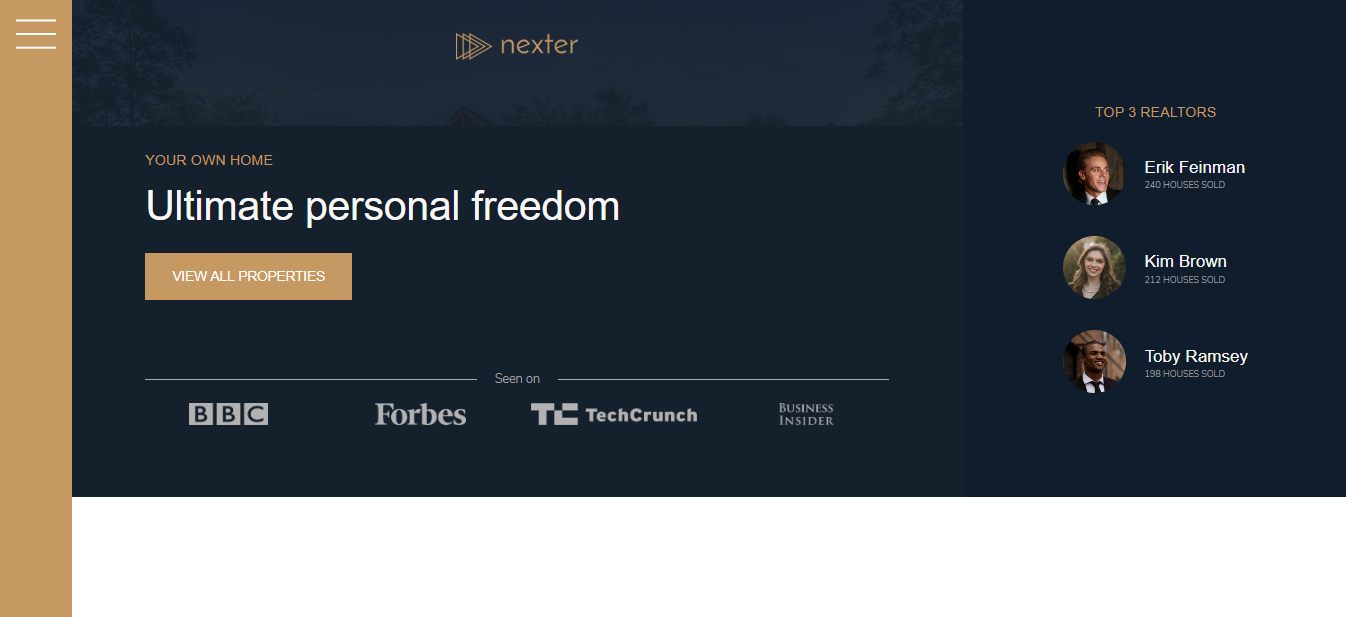 nexter
YOUR OWN HOME
Ultimate personal freedom
VIEW ALL PROPERTIES
Seen on
BBC
Forbes
TC TechCrunch
BUSINESS
INSIDER
TOP 3 REALTORS
Erik Feinman
240 HOUSES SOLD
Kim Brown
212 HOUSES SOLD
Toby Ramsey
198 HOUSES SOLD